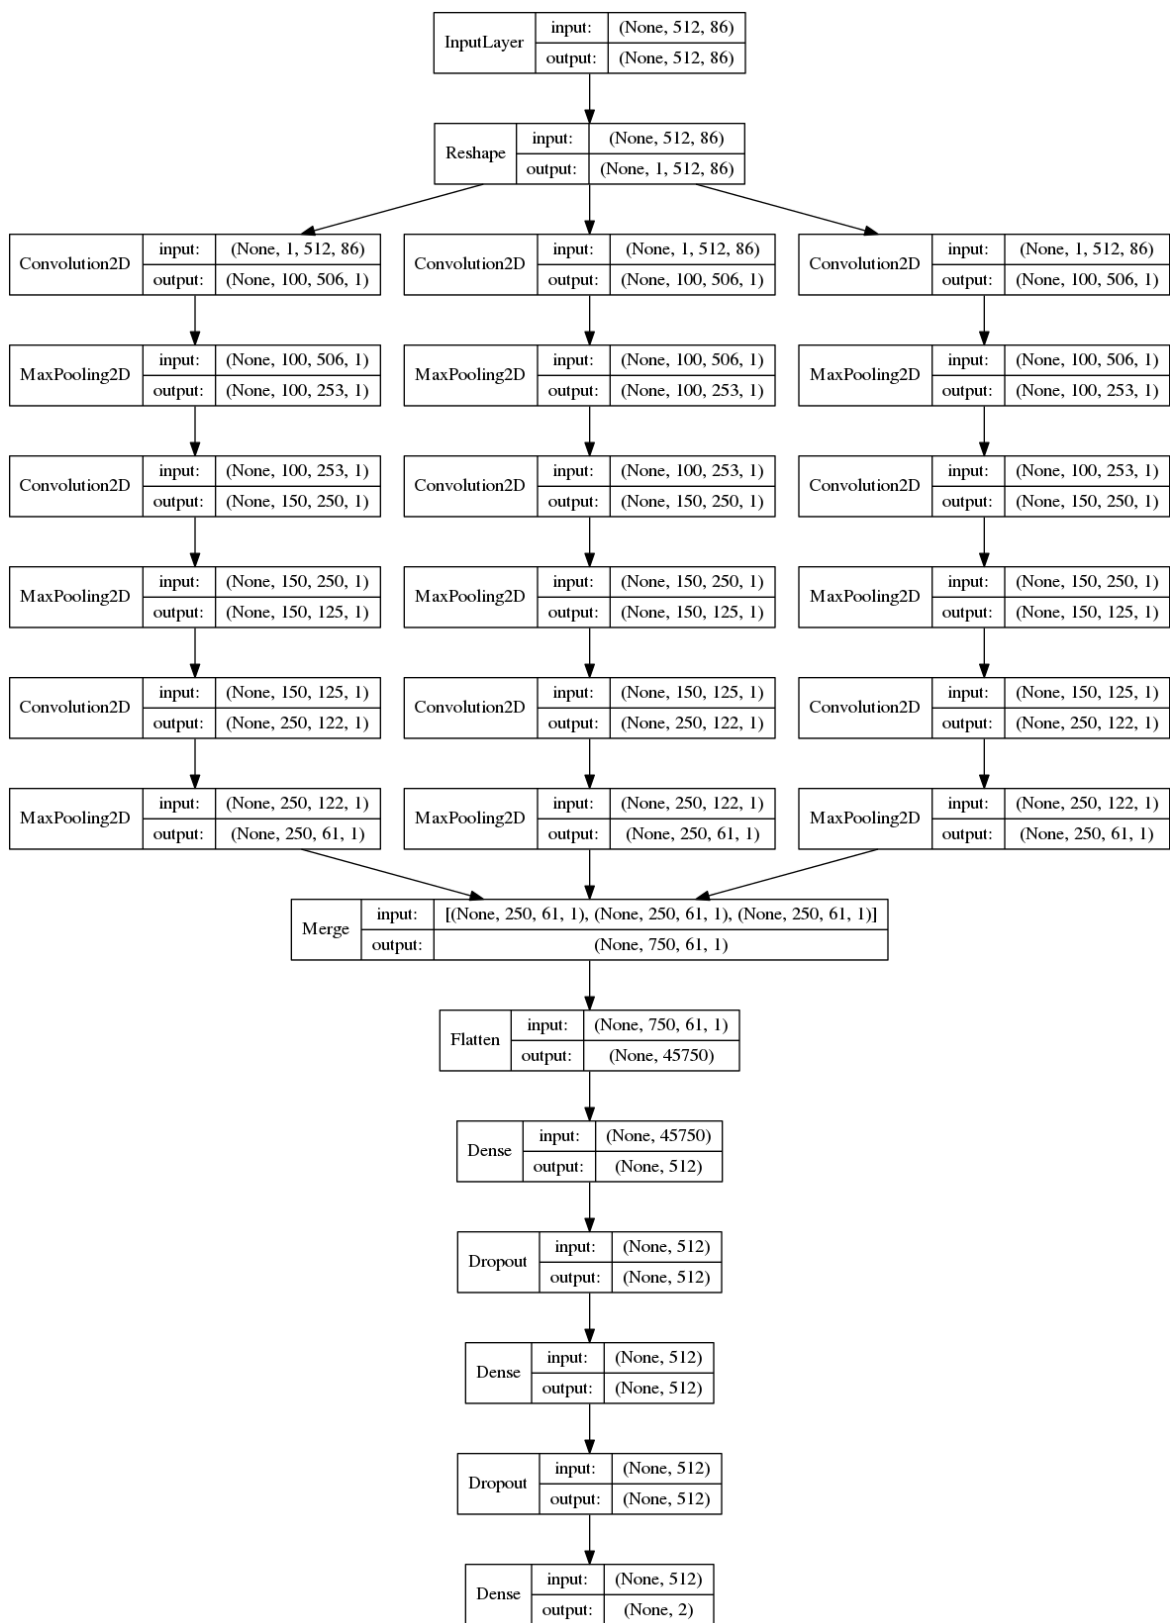 InputLayer input: (None, 512, 86)
output: (None, 512, 86)
Reshape input: (None, 512, 86)
output: (None, 1, 512, 86)
Convolution2D input: (None, 1, 512, 86)
output: (None, 100, 506, 1)
Convolution2D input: (None, 1, 512, 86)
output: (None, 100, 506, 1)
Convolution2D input: (None, 1, 512, 86)
output: (None, 100, 506, 1)
MaxPooling2D input: (None, 100, 506, 1)
output: (None, 100, 253, 1)
MaxPooling2D input: (None, 100, 506, 1)
output: (None, 100, 253, 1)
MaxPooling2D input: (None, 100, 506, 1)
output: (None, 100, 253, 1)
Convolution2D input: (None, 100, 253, 1)
output: (None, 150, 250, 1)
Convolution2D input: (None, 100, 253, 1)
output: (None, 150, 250, 1)
Convolution2D input: (None, 100, 253, 1)
output: (None, 150, 250, 1)
MaxPooling2D input: (None, 150, 250, 1)
output: (None, 150, 125, 1)
MaxPooling2D input: (None, 150, 250, 1)
output: (None, 150, 125, 1)
MaxPooling2D input: (None, 150, 250, 1)
output: (None, 150, 125, 1)
Convolution2D input: (None, 150, 125, 1)
output: (None, 250, 122, 1)
Convolution2D input: (None, 150, 125, 1)
output: (None, 250, 122, 1)
Convolution2D input: (None, 150, 125, 1)
output: (None, 250, 122, 1)
MaxPooling2D input: (None, 250, 122, 1)
output: (None, 250, 61, 1)
MaxPooling2D input: (None, 250, 122, 1)
output: (None, 250, 61, 1)
MaxPooling2D input: (None, 250, 122, 1)
output: (None, 250, 61, 1)
Merge input: [(None, 250, 61, 1), (None, 250, 61, 1), (None, 250, 61, 1)]
output: (None, 750, 61, 1)
Flatten input: (None, 750, 61, 1)
output: (None, 45750)
Dense input: (None, 45750)
output: (None, 512)
Dropout input: (None, 512)
output: (None, 512)
Dense input: (None, 512)
output: (None, 512)
Dropout input: (None, 512)
output: (None, 512)
Dense input: (None, 512)
output: (None, 2)